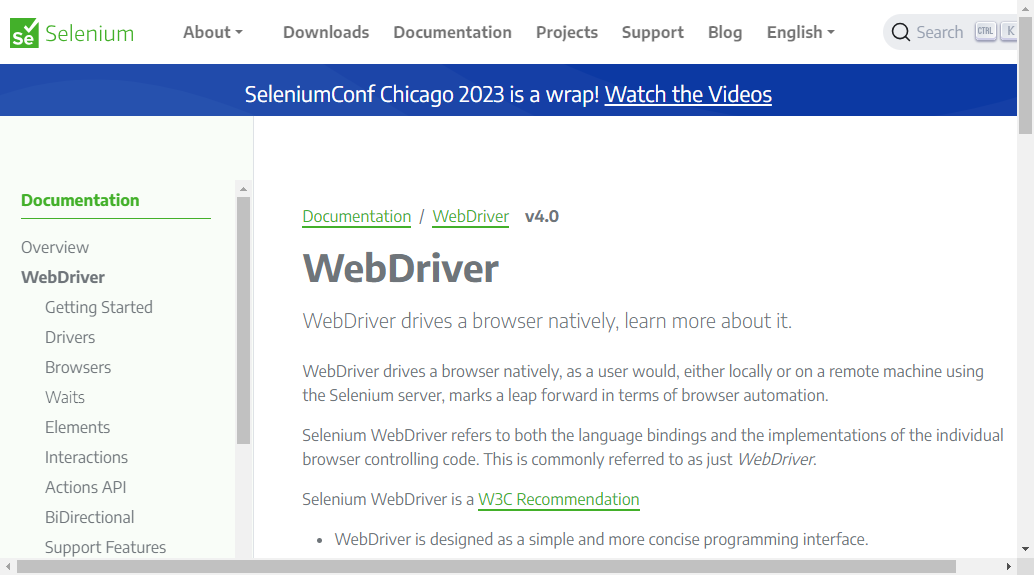 Se Selenium About Downloads Documentation Projects Support Blog English Search CTRL K
SeleniumConf Chicago 2023 is a wrap! Watch the Videos
Documentation
Overview
WebDriver
Getting Started
Drivers
Browsers
Waits
Elements
Interactions
Actions API
BiDirectional
Support Features
Documentation / WebDriver v4.0
WebDriver
WebDriver drives a browser natively, learn more about it.
WebDriver drives a browser natively, as a user would, either locally or on a remote machine using
the Selenium server, marks a leap forward in terms of browser automation.
Selenium WebDriver refers to both the language bindings and the implementations of the individual
browser controlling code. This is commonly referred to as just WebDriver.
Selenium WebDriver is a W3C Recommendation
• WebDriver is designed as a simple and more concise programming interface.